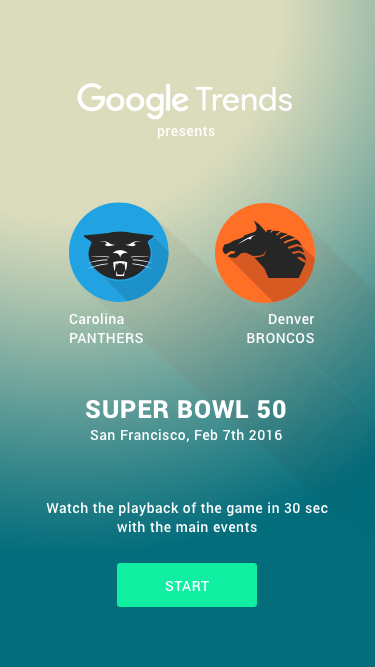 Google Trends
presents
Carolina
PANTHERS
Denver
BRONCOS
SUPER BOWL 50
San Francisco, Feb 7th 2016
Watch the playback of the game in 30 sec
with the main events
START